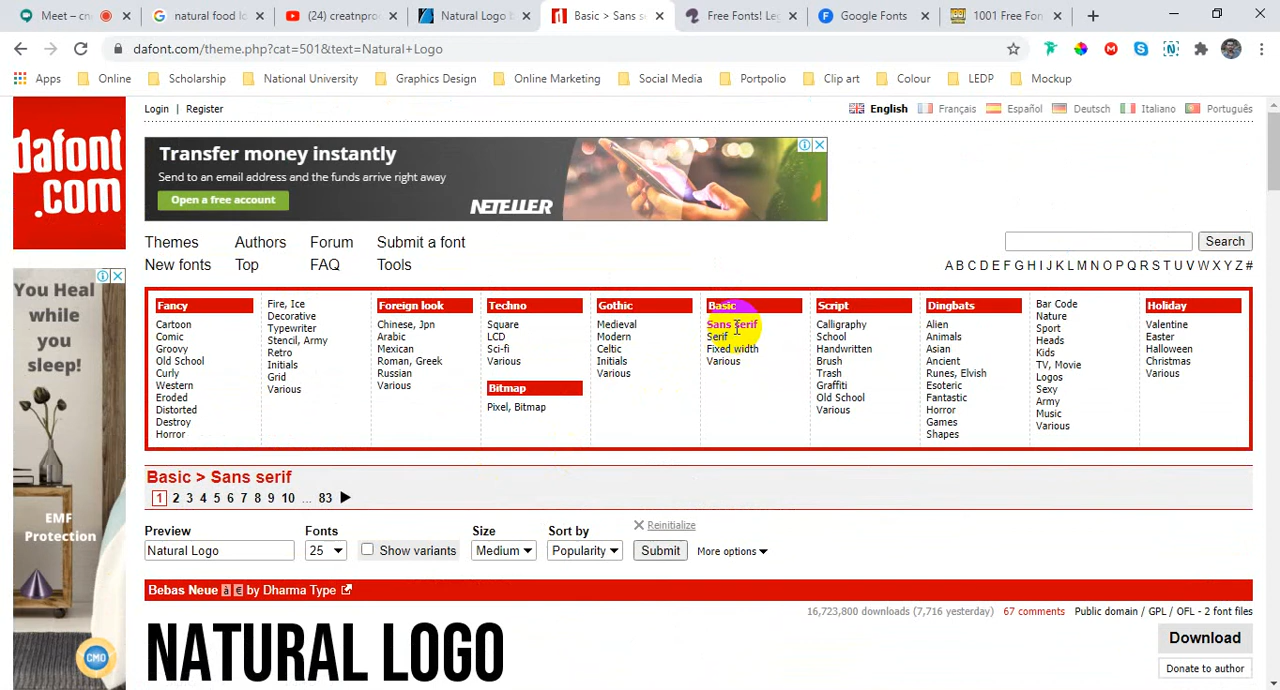 Meet – cn
natural food l
(24) creatnpro
Natural Logo b
Basic > Sans s
Free Fonts! Leg
Google Fonts
1001 Free Fon
dafont.com/theme.php?cat=501&text=Natural+Logo
Apps
Online
Scholarship
National University
Graphics Design
Online Marketing
Social Media
Portpolio
Clip art
Colour
LEDP
Mockup
dafont
.com
Login | Register
English
Français
Español
Deutsch
Italiano
Português
Transfer money instantly
Send to an email address and the funds arrive right away
Open a free account
NETELLER
Themes Authors Forum Submit a font
New fonts Top FAQ Tools
Search
A B C D E F G H I J K L M N O P Q R S T U V W X Y Z #
Fancy
Cartoon
Comic
Groovy
Old School
Curly
Western
Eroded
Distorted
Destroy
Horror
Fire, Ice
Decorative
Typewriter
Stencil, Army
Retro
Initials
Grid
Various
Foreign look
Chinese, Jpn
Arabic
Mexican
Roman, Greek
Russian
Various
Techno
Square
LCD
Sci-fi
Various
Bitmap
Pixel, Bitmap
Gothic
Medieval
Modern
Celtic
Initials
Various
Basic
Sans serif
Serif
Fixed width
Various
Script
Calligraphy
School
Handwritten
Brush
Trash
Graffiti
Old School
Various
Dingbats
Alien
Animals
Asian
Ancient
Runes, Elvish
Esoteric
Fantastic
Horror
Games
Shapes
Bar Code
Nature
Sport
Heads
Kids
TV, Movie
Logos
Sexy
Army
Music
Various
Holiday
Valentine
Easter
Halloween
Christmas
Various
You Heal
while
you
sleep!
EMF
Protection
CMO
Basic > Sans serif
1 2 3 4 5 6 7 8 9 10 ... 83
Preview Fonts Size Sort by Reinitialize
Natural Logo 25 Show variants Medium Popularity Submit More options
Bebas Neue à € by Dharma Type
16,723,800 downloads (7,716 yesterday) 67 comments Public domain / GPL / OFL - 2 font files
NATURAL LOGO
Download
Donate to author